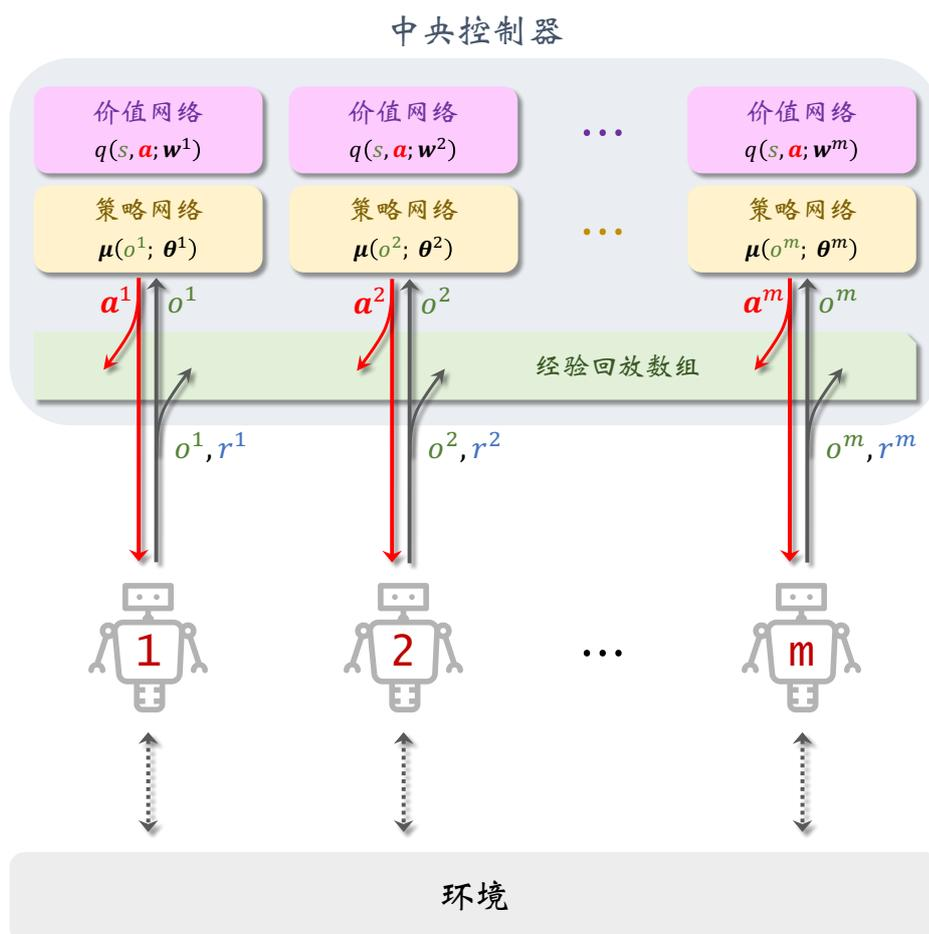 中央控制器
价值网络 价值网络 ... 价值网络
q(s, a; w¹) q(s, a; w²) q(s, a; wᵐ)
策略网络 策略网络 ... 策略网络
μ(o¹; θ¹) μ(o²; θ²) μ(oᵐ; θᵐ)
a¹ o¹ a² o² aᵐ oᵐ
经验回放数组
o¹, r¹ o², r² oᵐ, rᵐ
1 2 ... m
环境